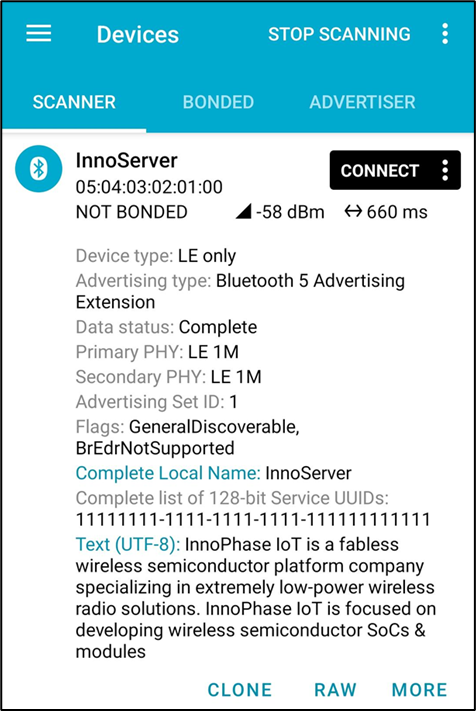 Devices STOP SCANNING
SCANNER BONDED ADVERTISER
InnoServer
CONNECT
05:04:03:02:01:00
NOT BONDED -58 dBm 660 ms
Device type: LE only
Advertising type: Bluetooth 5 Advertising
Extension
Data status: Complete
Primary PHY: LE 1M
Secondary PHY: LE 1M
Advertising Set ID: 1
Flags: GeneralDiscoverable,
BrEdrNotSupported
Complete Local Name: InnoServer
Complete list of 128-bit Service UUIDs:
11111111-1111-1111-1111-111111111111
Text (UTF-8): InnoPhase IoT is a fabless
wireless semiconductor platform company
specializing in extremely low-power wireless
radio solutions. InnoPhase IoT is focused on
developing wireless semiconductor SoCs &
modules
CLONE RAW MORE